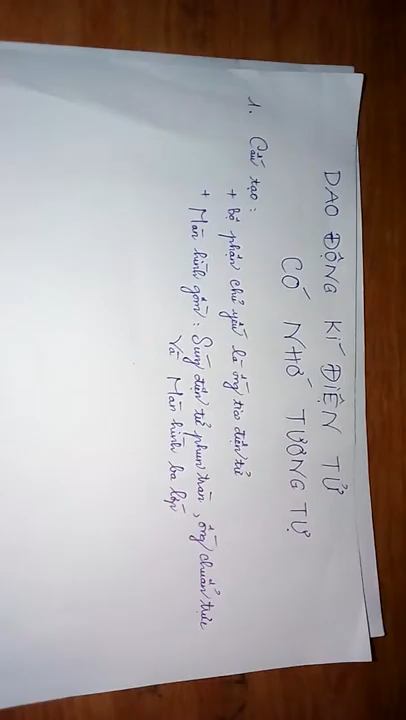 DAO ĐỘNG KÍ ĐIỆN TỬ
CÓ NHỚ TƯƠNG TỰ
1. Cấu tạo:
+ Bộ phận chủ yếu là ống tia điện tử
+ Màn hình gồm: Súng điện tử phun tràn, ống chuẩn trực
Và Màn hình ba lớp